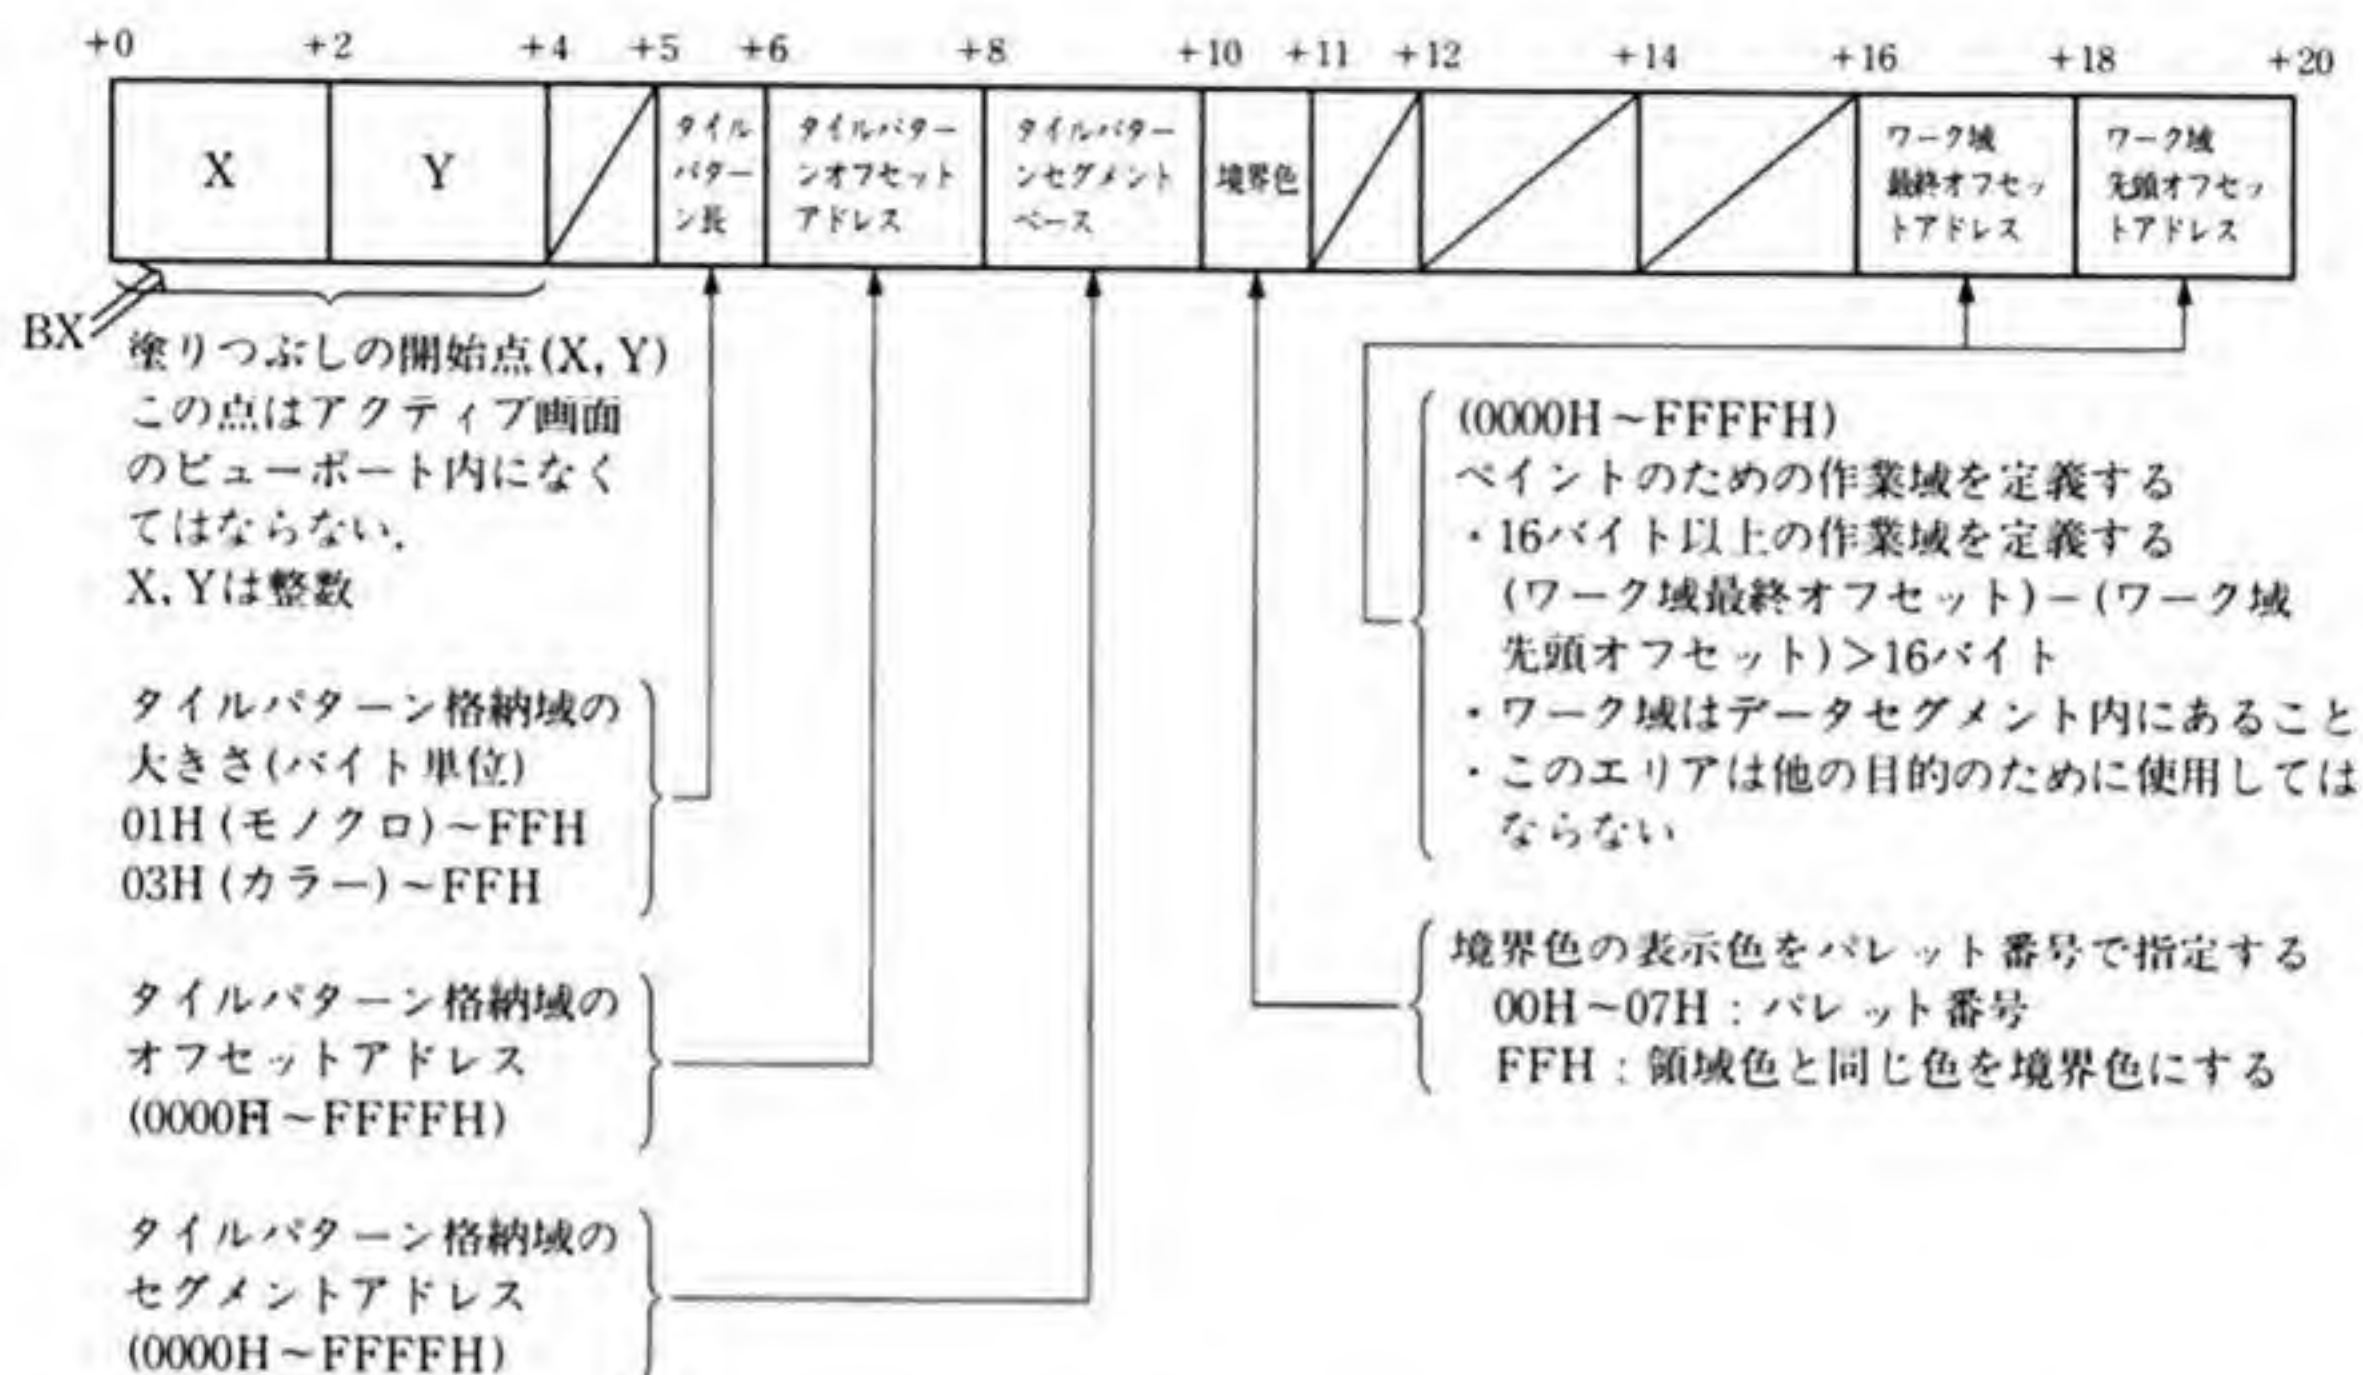 +0 +2 +4 +5 +6 +8 +10 +11 +12 +14 +16 +18 +20
X
Y
タイル
パター
ン長
タイルパター
ンオフセット
アドレス
タイルパター
ンセグメント
ベース
境界色
ワーク域
最終オフセッ
トアドレス
ワーク域
先頭オフセッ
トアドレス
BX
塗りつぶしの開始点(X, Y)
この点はアクティブ画面
のビューポート内になく
てはならない.
X, Yは整数
タイルパターン格納域の
大きさ(バイト単位)
01H(モノクロ)~FFH
03H(カラー)~FFH
タイルパターン格納域の
オフセットアドレス
(0000H~FFFFH)
タイルパターン格納域の
セグメントアドレス
(0000H~FFFFH)
(0000H~FFFFH)
ペイントのための作業域を定義する
・16バイト以上の作業域を定義する
(ワーク域最終オフセット)-(ワーク域
先頭オフセット)>16バイト
・ワーク域はデータセグメント内にあること
・このエリアは他の目的のために使用しては
ならない
境界色の表示色をパレット番号で指定する
00H~07H:パレット番号
FFH:領域色と同じ色を境界色にする